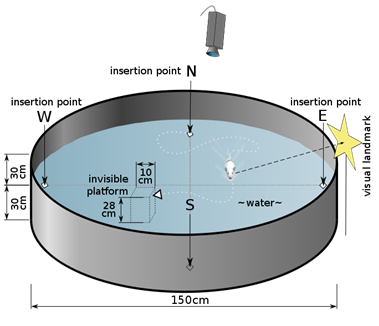 insertion point N
insertion point
W
insertion point
E
visual landmark
30
cm
30
cm
10
cm
invisible
platform
28
cm
S
~water~
150cm